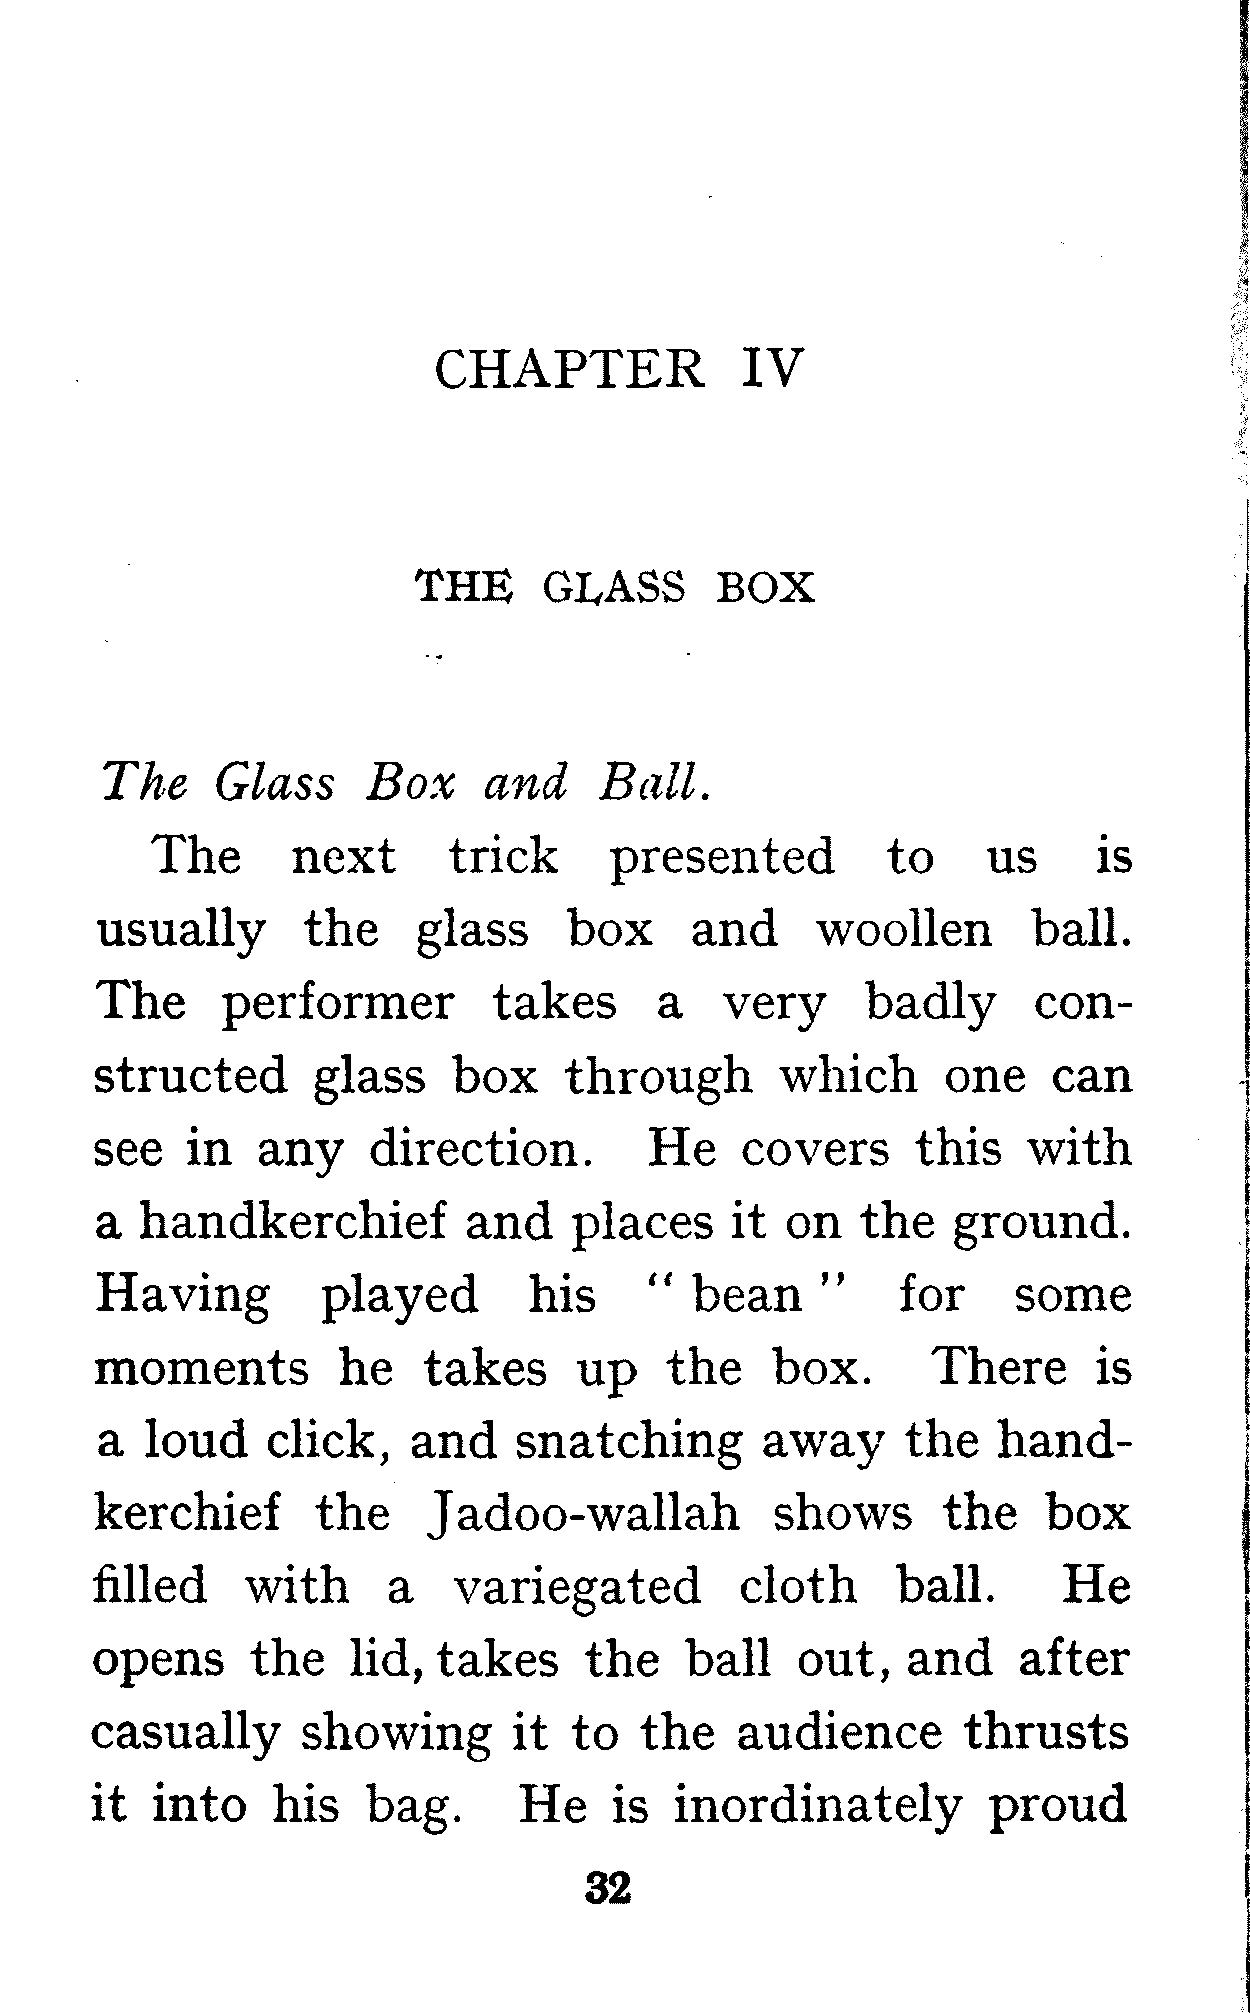 CHAPTER IV
THE GLASS BOX
The Glass Box and Ball.
The next trick presented to us is
usually the glass box and woollen ball.
The performer takes a very badly con-
structed glass box through which one can
see in any direction. He covers this with
a handkerchief and places it on the ground.
Having played his “ bean ” for some
moments he takes up the box. There is
a loud click, and snatching away the hand-
kerchief the Jadoo-wallah shows the box
filled with a variegated cloth ball. He
opens the lid, takes the ball out, and after
casually showing it to the audience thrusts
it into his bag. He is inordinately proud
32